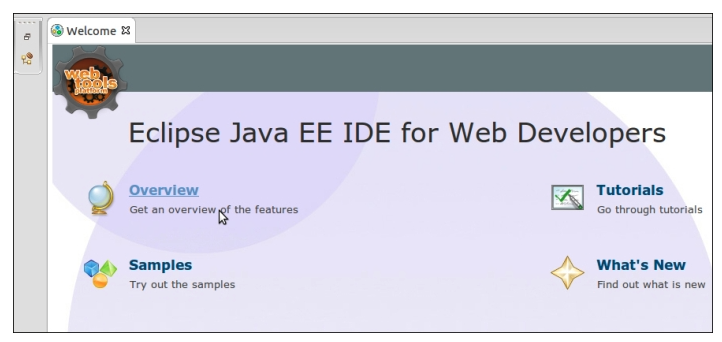 Welcome
web
tools
platform
Eclipse Java EE IDE for Web Developers
Overview
Get an overview of the features
Tutorials
Go through tutorials
Samples
Try out the samples
What's New
Find out what is new